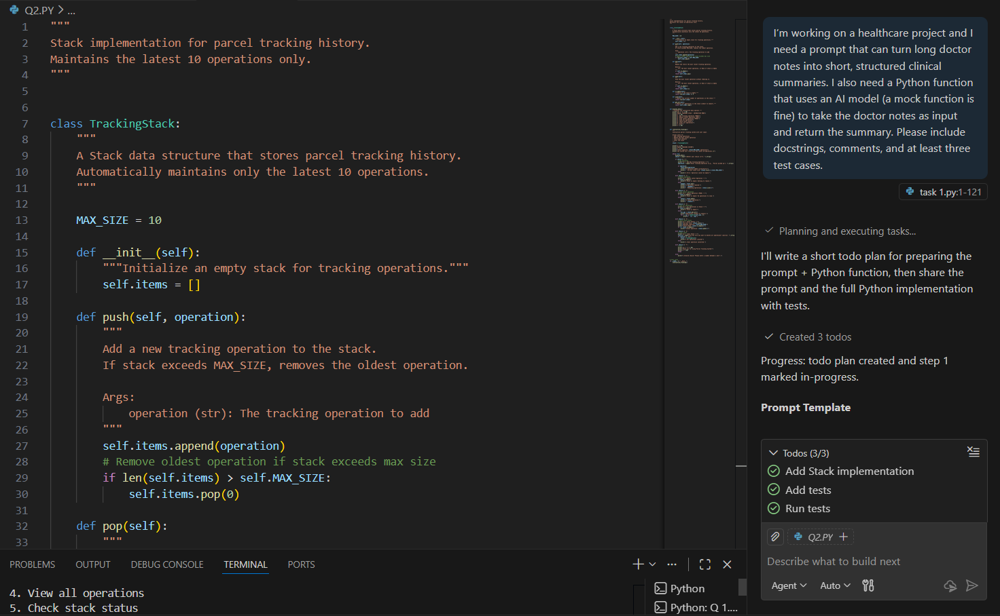 Q2.PY > ...
1 """
2 Stack implementation for parcel tracking history.
3 Maintains the latest 10 operations only.
4 """
5
6
7 class TrackingStack:
8 """
9 A Stack data structure that stores parcel tracking history.
10 Automatically maintains only the latest 10 operations.
11 """
12
13 MAX_SIZE = 10
14
15 def __init__(self):
16 """Initialize an empty stack for tracking operations."""
17 self.items = []
18
19 def push(self, operation):
20 """
21 Add a new tracking operation to the stack.
22 If stack exceeds MAX_SIZE, removes the oldest operation.
23
24 Args:
25 operation (str): The tracking operation to add
26 """
27 self.items.append(operation)
28 # Remove oldest operation if stack exceeds max size
29 if len(self.items) > self.MAX_SIZE:
30 self.items.pop(0)
31
32 def pop(self):
33 """
PROBLEMS OUTPUT DEBUG CONSOLE TERMINAL PORTS
4. View all operations
5. Check stack status
Python
Python: Q 1....
I'm working on a healthcare project and I
need a prompt that can turn long doctor
notes into short, structured clinical
summaries. I also need a Python function
that uses an AI model (a mock function is
fine) to take the doctor notes as input
and return the summary. Please include
docstrings, comments, and at least three
test cases.
task 1.py:1-121
Planning and executing tasks...
I'll write a short todo plan for preparing the
prompt + Python function, then share the
prompt and the full Python implementation
with tests.
Created 3 todos
Progress: todo plan created and step 1
marked in-progress.
Prompt Template
Todos (3/3)
Add Stack implementation
Add tests
Run tests
Q2.PY
Describe what to build next
Agent Auto